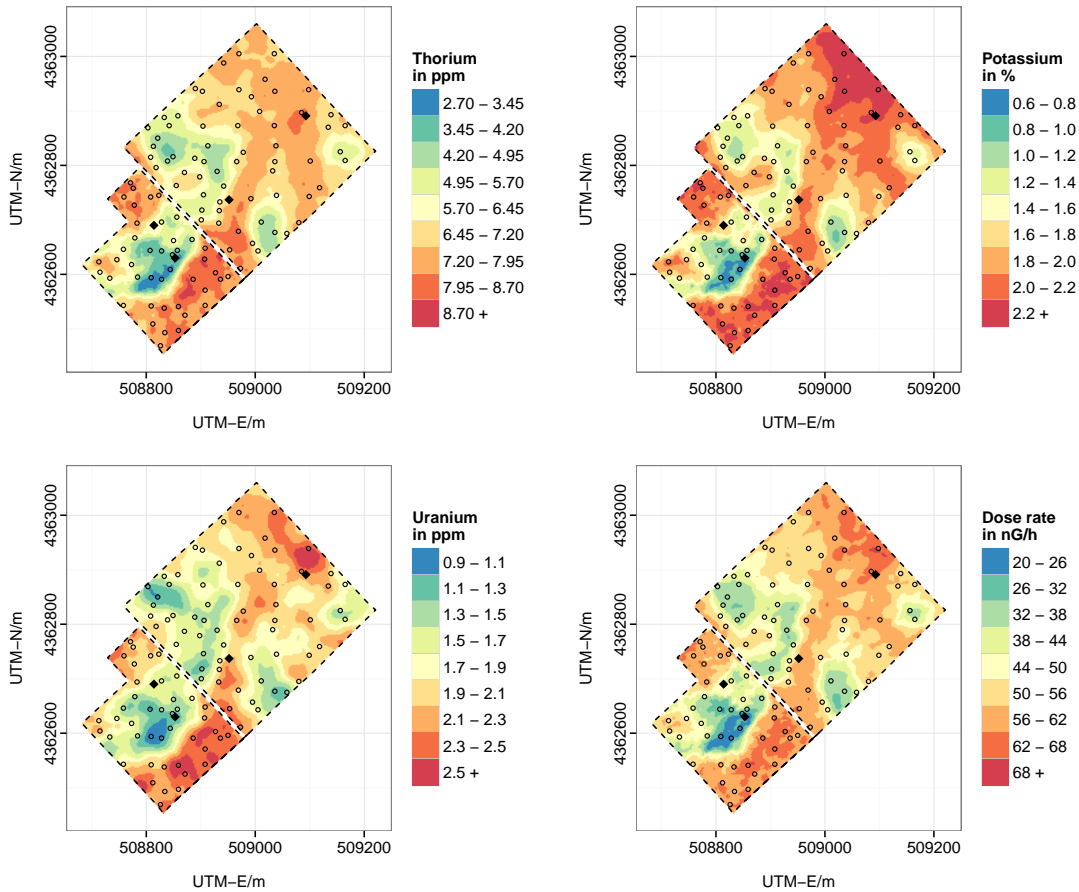 Thorium
in ppm
2.70 – 3.45
3.45 – 4.20
4.20 – 4.95
4.95 – 5.70
5.70 – 6.45
6.45 – 7.20
7.20 – 7.95
7.95 – 8.70
8.70 +
4363000
4362800
4362600
UTM–N/m
508800
509000
509200
UTM–E/m
Potassium
in %
0.6 – 0.8
0.8 – 1.0
1.0 – 1.2
1.2 – 1.4
1.4 – 1.6
1.6 – 1.8
1.8 – 2.0
2.0 – 2.2
2.2 +
4363000
4362800
4362600
UTM–N/m
508800
509000
509200
UTM–E/m
Uranium
in ppm
0.9 – 1.1
1.1 – 1.3
1.3 – 1.5
1.5 – 1.7
1.7 – 1.9
1.9 – 2.1
2.1 – 2.3
2.3 – 2.5
2.5 +
4363000
4362800
4362600
UTM–N/m
508800
509000
509200
UTM–E/m
Dose rate
in nG/h
20 – 26
26 – 32
32 – 38
38 – 44
44 – 50
50 – 56
56 – 62
62 – 68
68 +
4363000
4362800
4362600
UTM–N/m
508800
509000
509200
UTM–E/m